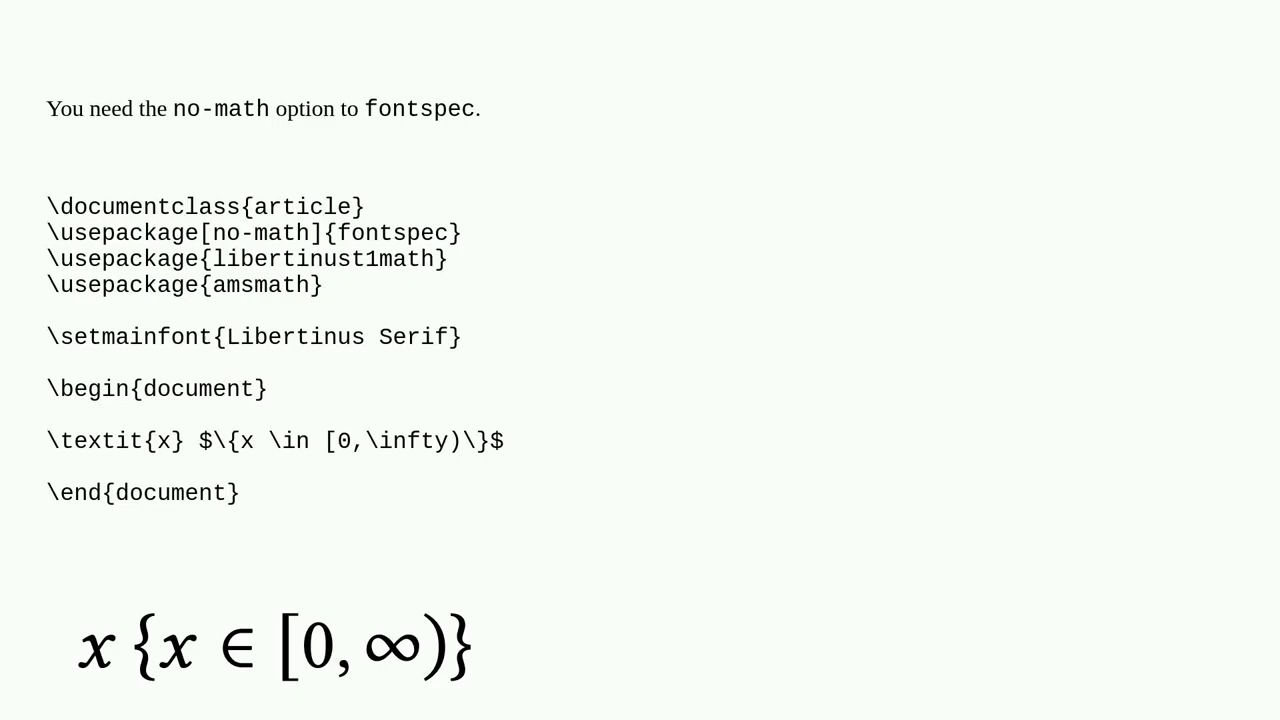 You need the no-math option to fontspec.
\documentclass{article}
\usepackage[no-math]{fontspec}
\usepackage{libertinust1math}
\usepackage{amsmath}
\setmainfont{Libertinus Serif}
\begin{document}
\textit{x} $\{x \in [0,\infty)\}$
\end{document}
x {x ∈ [0, ∞)}